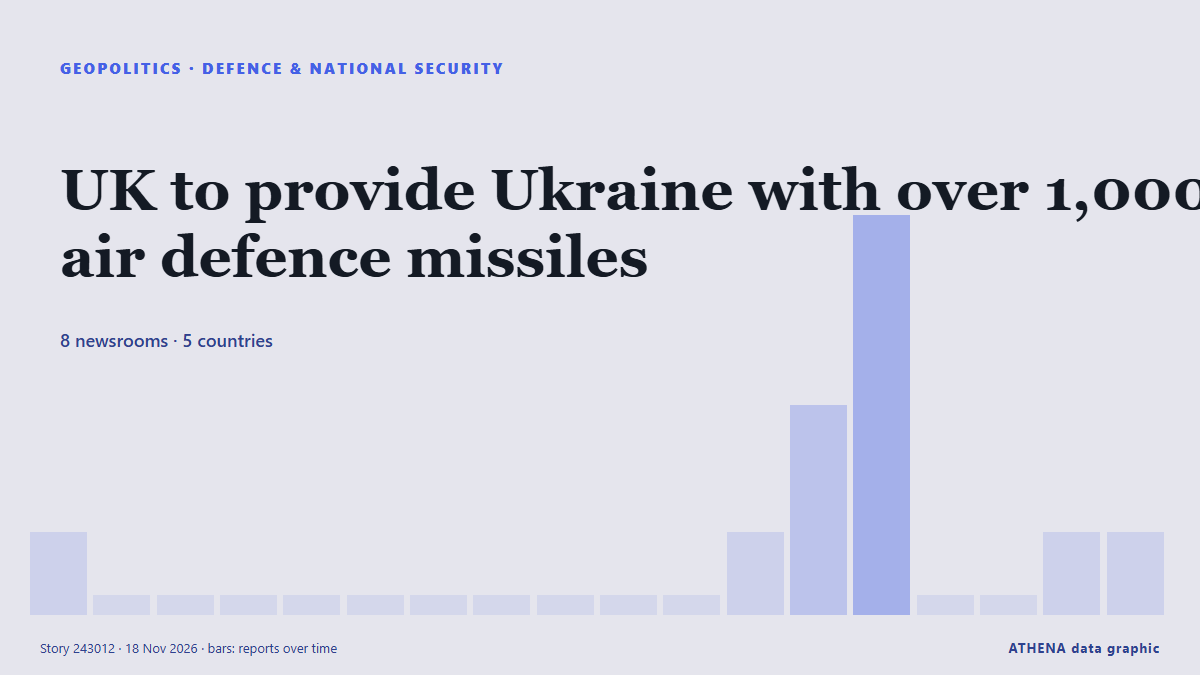 GEOPOLITICS · DEFENCE & NATIONAL SECURITY
UK to provide Ukraine with over 1,000
air defence missiles
8 newsrooms · 5 countries
Story 243012 · 18 Nov 2026 · bars: reports over time
ATHENA data graphic